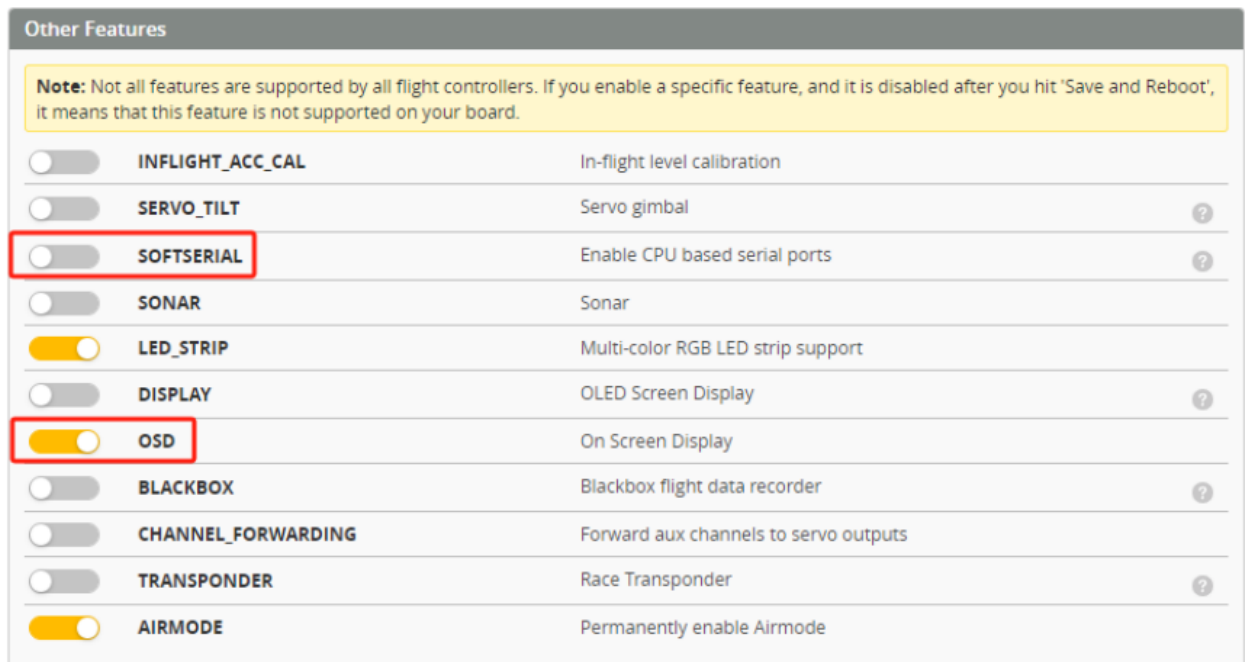 Other Features
Note: Not all features are supported by all flight controllers. If you enable a specific feature, and it is disabled after you hit 'Save and Reboot',
it means that this feature is not supported on your board.
INFLIGHT_ACC_CAL In-flight level calibration
SERVO_TILT Servo gimbal ?
SOFTSERIAL Enable CPU based serial ports ?
SONAR Sonar
LED_STRIP Multi-color RGB LED strip support
DISPLAY OLED Screen Display ?
OSD On Screen Display
BLACKBOX Blackbox flight data recorder ?
CHANNEL_FORWARDING Forward aux channels to servo outputs
TRANSPONDER Race Transponder ?
AIRMODE Permanently enable Airmode